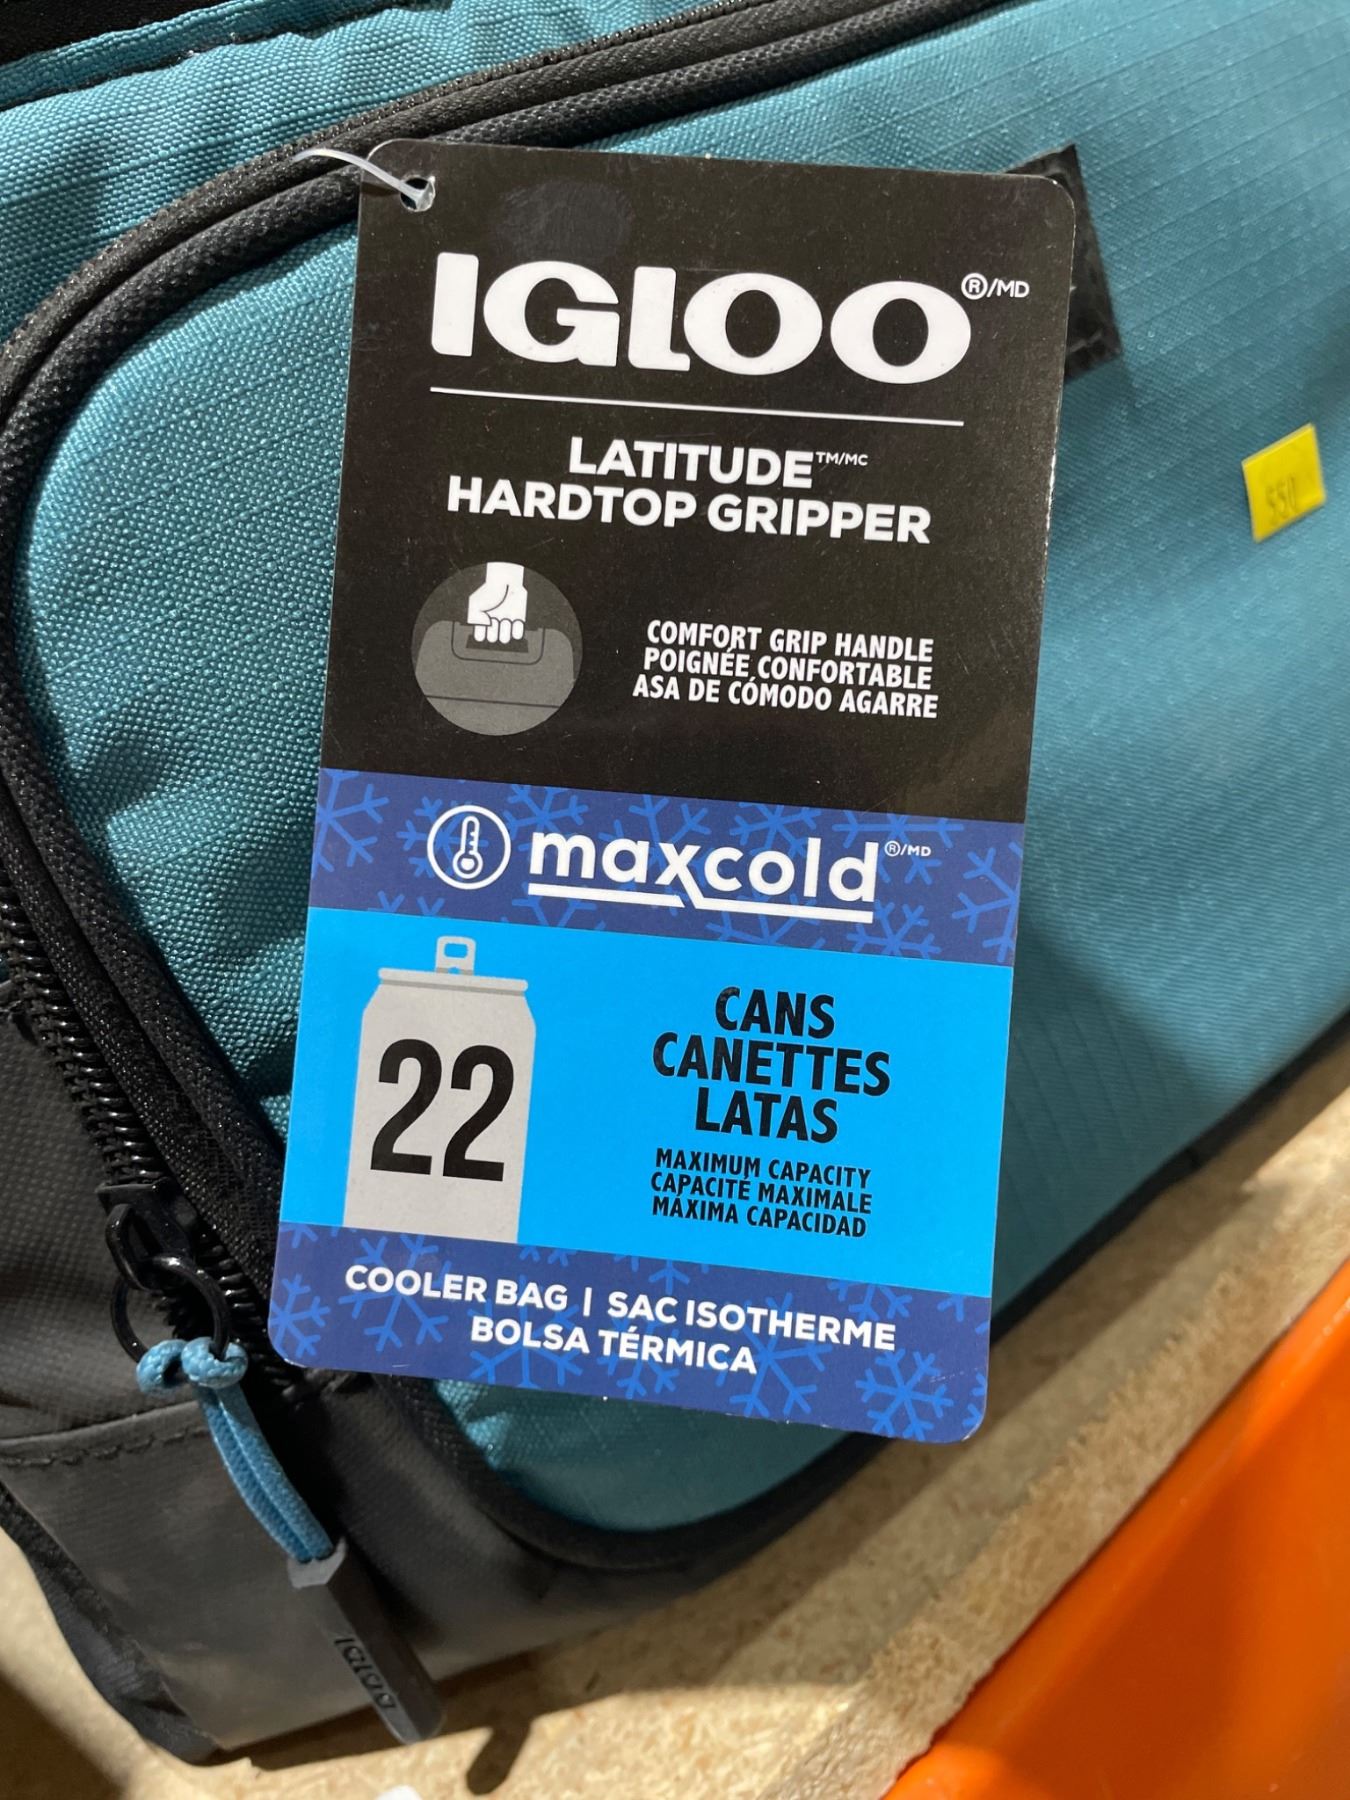 IGLOO®/MD
LATITUDE™/MC
HARDTOP GRIPPER
COMFORT GRIP HANDLE
POIGNÉE CONFORTABLE
ASA DE CÓMODO AGARRE
maxcold®/MD
22
CANS
CANETTES
LATAS
MAXIMUM CAPACITY
CAPACITÉ MAXIMALE
MÁXIMA CAPACIDAD
COOLER BAG | SAC ISOTHERME
BOLSA TÉRMICA
IGLOO